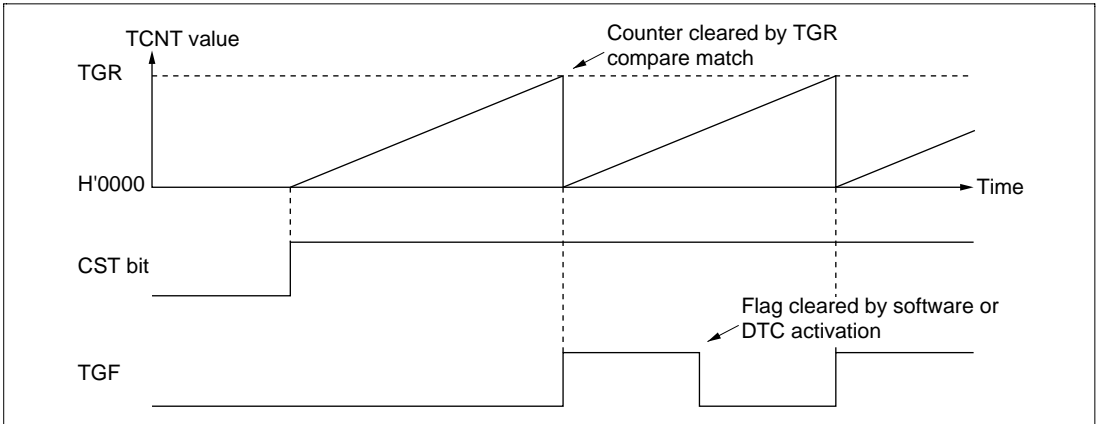 TCNT value
Counter cleared by TGR
compare match
TGR
H'0000
Time
CST bit
Flag cleared by software or
DTC activation
TGF